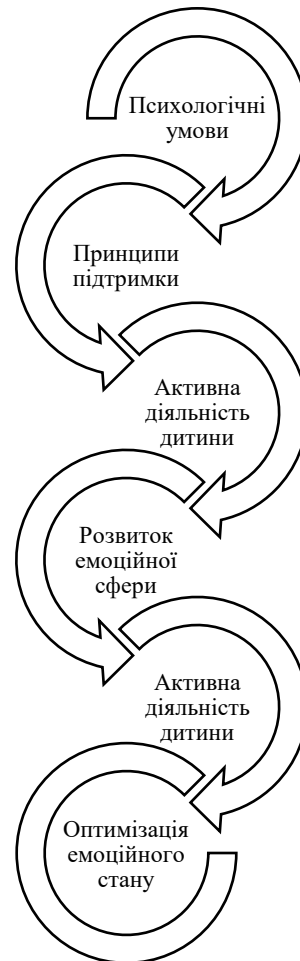 Психологічні
умови
Принципи
підтримки
Активна
діяльність
дитини
Розвиток
емоційної
сфери
Активна
діяльність
дитини
Оптимізація
емоційного
стану